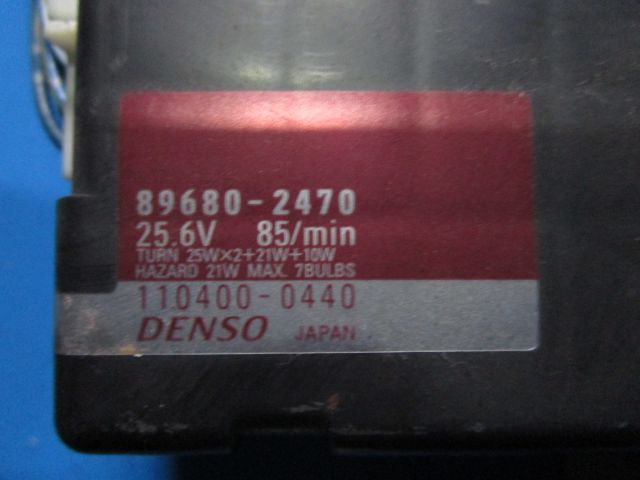 89680-2470
25.6V 85/min
TURN 25W×2+21W+10W
HAZARD 21W MAX. 7BULBS
110400-0440
DENSO JAPAN